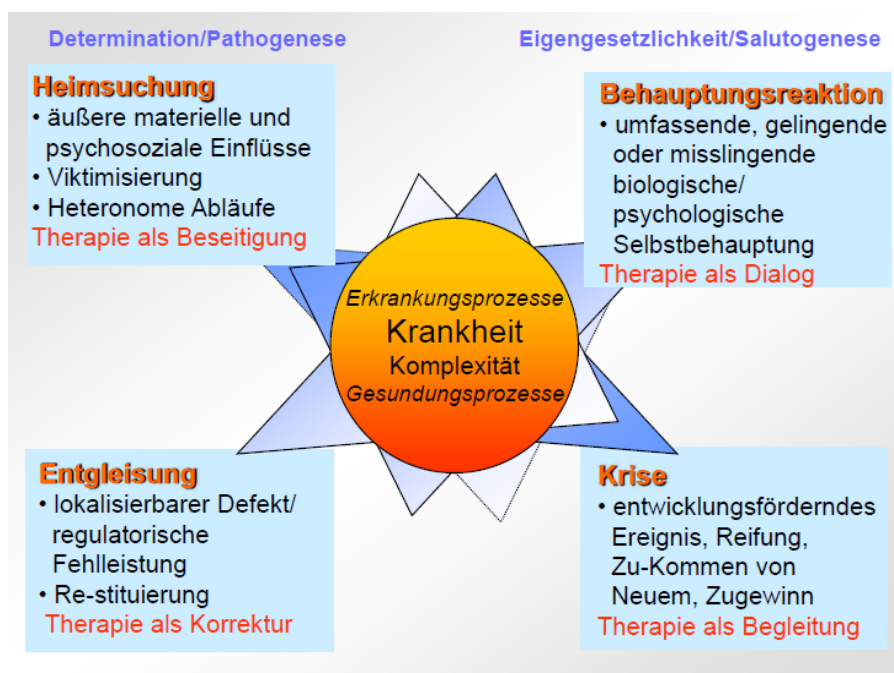 Determination/Pathogenese
Eigengesetzlichkeit/Salutogenese
Heimsuchung
• äußere materielle und
psychosoziale Einflüsse
• Viktimisierung
• Heteronome Abläufe
Therapie als Beseitigung
Behauptungsreaktion
• umfassende, gelingende
oder misslingende
biologische/
psychologische
Selbstbehauptung
Therapie als Dialog
Erkrankungsprozesse
Krankheit
Komplexität
Gesundungsprozesse
Entgleisung
• lokalisierbarer Defekt/
regulatorische
Fehlleistung
• Re-stituierung
Therapie als Korrektur
Krise
• entwicklungsförderndes
Ereignis, Reifung,
Zu-Kommen von
Neuem, Zugewinn
Therapie als Begleitung